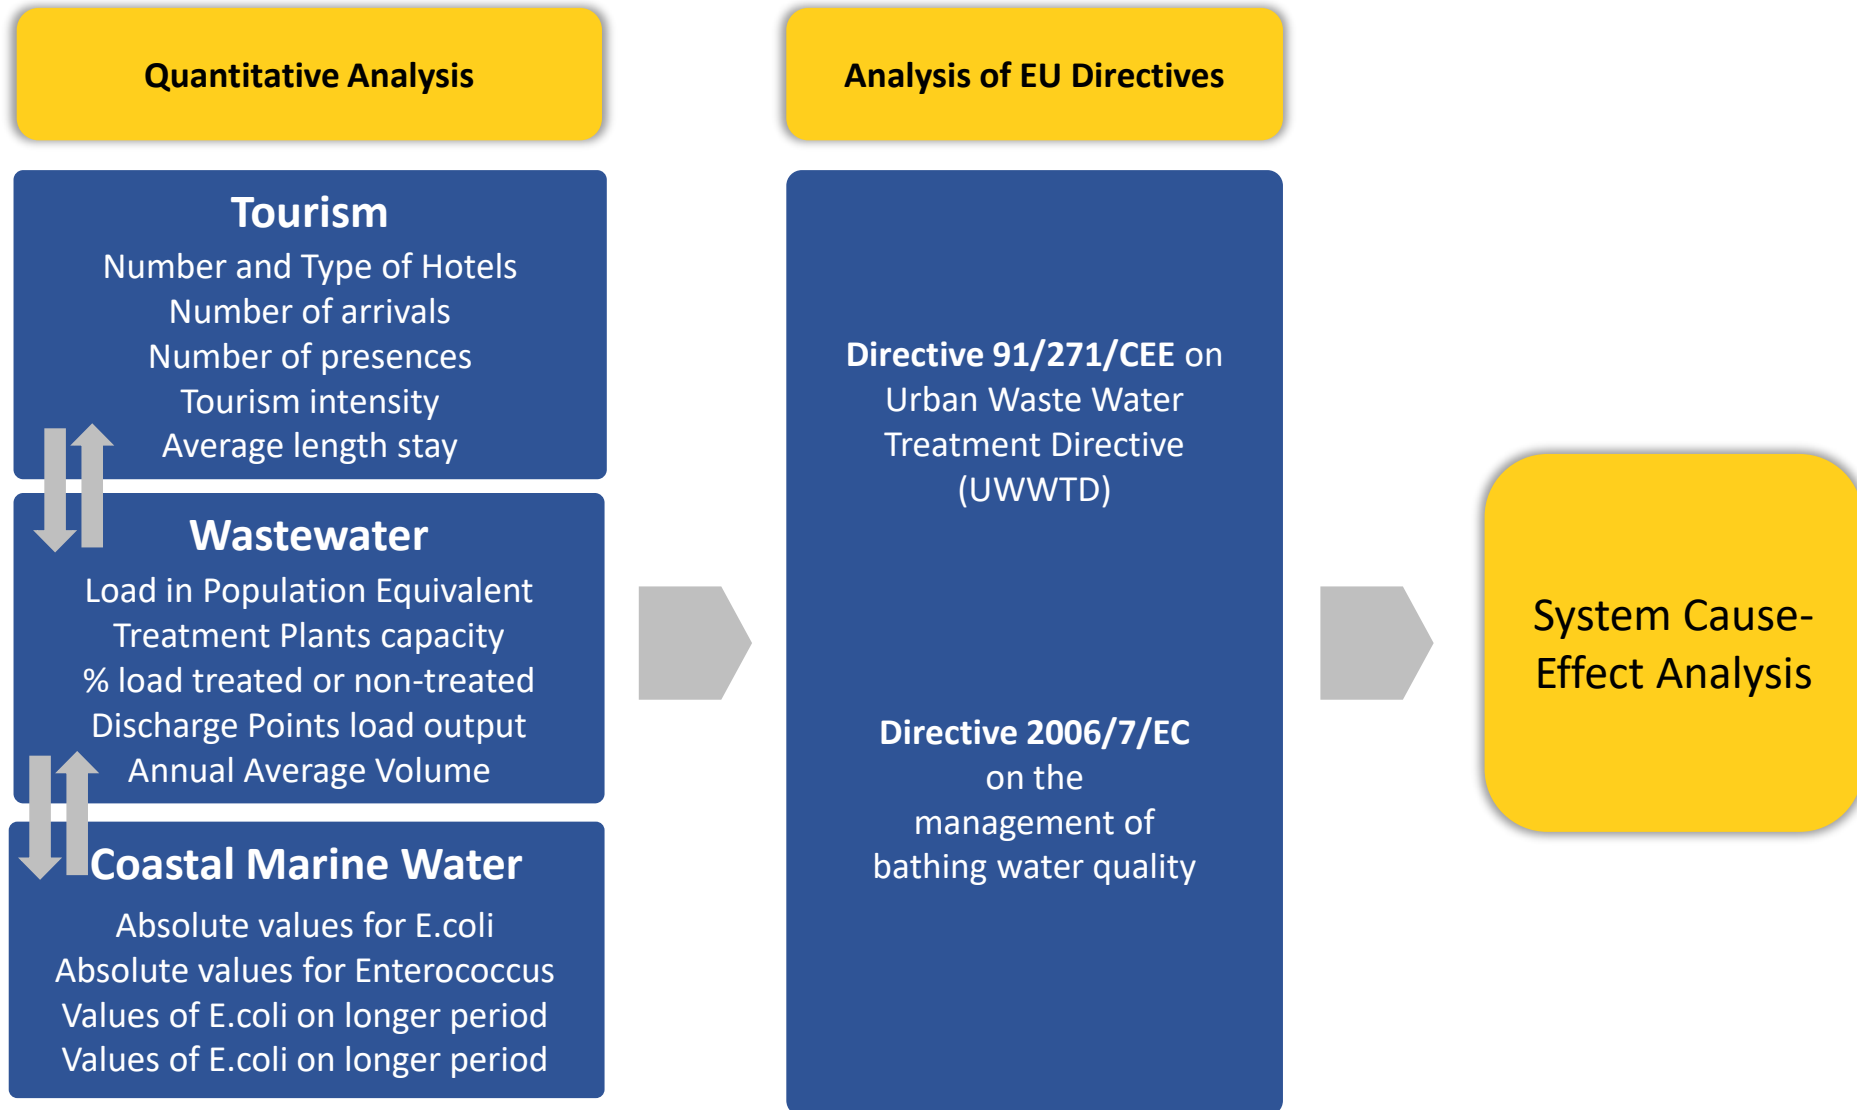 Quantitative Analysis
Tourism
Number and Type of Hotels
Number of arrivals
Number of presences
Tourism intensity
Average length stay
Wastewater
Load in Population Equivalent
Treatment Plants capacity
% load treated or non-treated
Discharge Points load output
Annual Average Volume
Coastal Marine Water
Absolute values for E.coli
Absolute values for Enterococcus
Values of E.coli on longer period
Values of E.coli on longer period
Analysis of EU Directives
Directive 91/271/CEE on
Urban Waste Water
Treatment Directive
(UWWTD)
Directive 2006/7/EC
on the
management of
bathing water quality
System Cause-
Effect Analysis